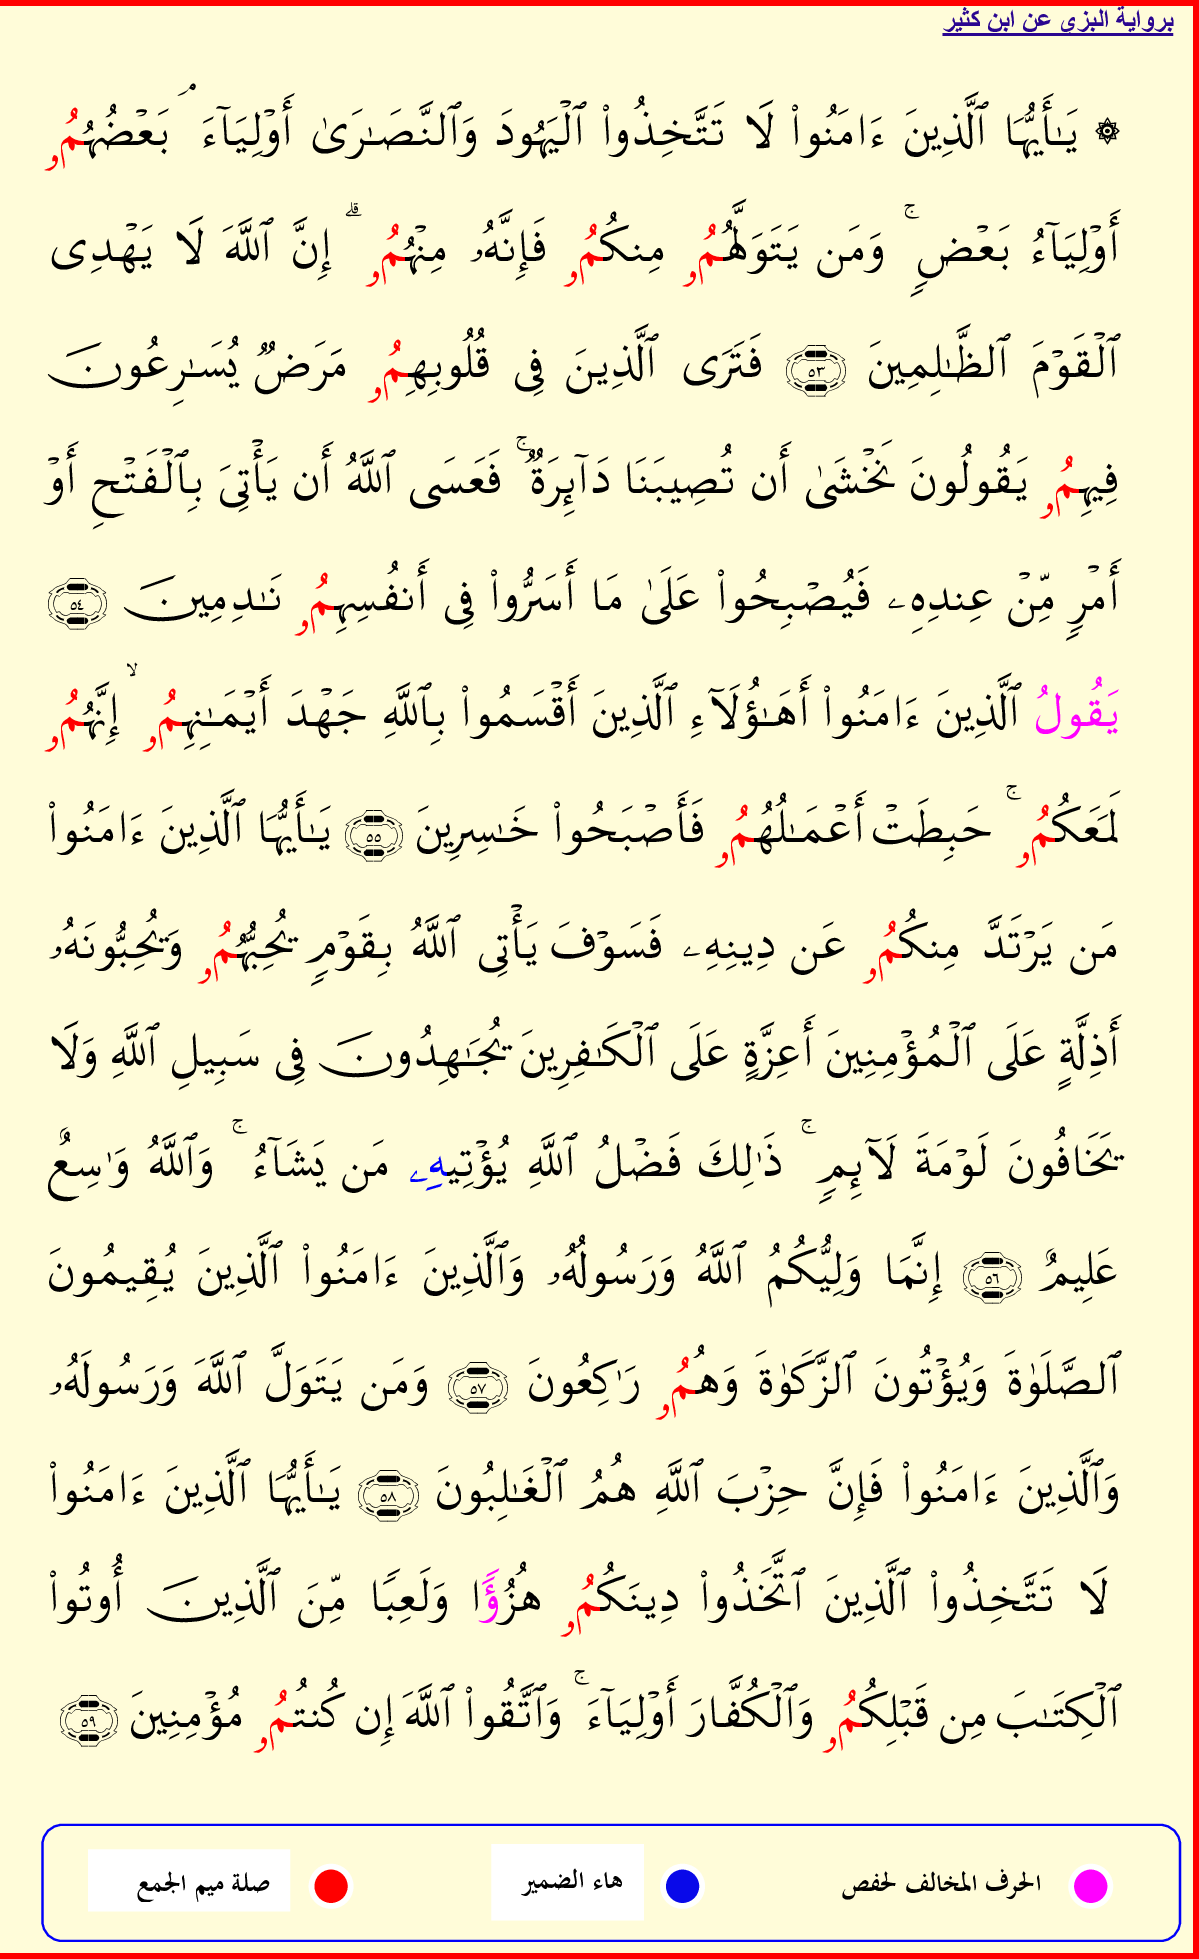 برواية البزي عن ابن كثير
۞ يَـٰٓأَيُّهَا ٱلَّذِينَ ءَامَنُوا۟ لَا تَتَّخِذُوا۟ ٱلۡيَهُودَ وَٱلنَّصَـٰرَىٰ أَوۡلِيَآءَ ۘ بَعۡضُهُمُۥ
أَوۡلِيَآءُ بَعۡضٍ ۚ وَمَن يَتَوَلَّهُمُۥ مِنكُمُۥ فَإِنَّهُۥ مِنۡهُمُۥ ۗ إِنَّ ٱللَّهَ لَا يَهۡدِى
ٱلۡقَوۡمَ ٱلظَّـٰلِمِينَ ٥٣ فَتَرَى ٱلَّذِينَ فِى قُلُوبِهِمُۥ مَرَضٌ يُسَـٰرِعُونَ
فِيهِمُۥ يَقُولُونَ نَخۡشَىٰ أَن تُصِيبَنَا دَآئِرَةٌ ۚ فَعَسَى ٱللَّهُ أَن يَأۡتِىَ بِٱلۡفَتۡحِ أَوۡ
أَمۡرٍ مِّنۡ عِندِهِۦ فَيُصۡبِحُوا۟ عَلَىٰ مَا أَسَرُّوا۟ فِى أَنفُسِهِمُۥ نَـٰدِمِينَ ٥٤
يَقُولُ ٱلَّذِينَ ءَامَنُوا۟ أَهَـٰؤُلَآءِ ٱلَّذِينَ أَقۡسَمُوا۟ بِٱللَّهِ جَهۡدَ أَيۡمَـٰنِهِمُۥ ۙ إِنَّهُمُۥ
لَمَعَكُمُۥ ۚ حَبِطَتۡ أَعۡمَـٰلُهُمُۥ فَأَصۡبَحُوا۟ خَـٰسِرِينَ ٥٥ يَـٰأَيُّهَا ٱلَّذِينَ ءَامَنُوا۟
مَن يَرۡتَدَّ مِنكُمُۥ عَن دِينِهِۦ فَسَوۡفَ يَأۡتِى ٱللَّهُ بِقَوۡمٍ يُحِبُّهُمُۥ وَيُحِبُّونَهُۥ
أَذِلَّةٍ عَلَى ٱلۡمُؤۡمِنِينَ أَعِزَّةٍ عَلَى ٱلۡكَـٰفِرِينَ يُجَـٰهِدُونَ فِى سَبِيلِ ٱللَّهِ وَلَا
يَخَافُونَ لَوۡمَةَ لَآئِمٍ ۚ ذَٰلِكَ فَضۡلُ ٱللَّهِ يُؤۡتِيهِۦ مَن يَشَآءُ ۚ وَٱللَّهُ وَٰسِعٌ
عَلِيمٌ ٥٦ إِنَّمَا وَلِيُّكُمُ ٱللَّهُ وَرَسُولُهُۥ وَٱلَّذِينَ ءَامَنُوا۟ ٱلَّذِينَ يُقِيمُونَ
ٱلصَّلَوٰةَ وَيُؤۡتُونَ ٱلزَّكَوٰةَ وَهُمُۥ رَٰكِعُونَ ٥٧ وَمَن يَتَوَلَّ ٱللَّهَ وَرَسُولَهُۥ
وَٱلَّذِينَ ءَامَنُوا۟ فَإِنَّ حِزۡبَ ٱللَّهِ هُمُ ٱلۡغَـٰلِبُونَ ٥٨ يَـٰأَيُّهَا ٱلَّذِينَ ءَامَنُوا۟
لَا تَتَّخِذُوا۟ ٱلَّذِينَ ٱتَّخَذُوا۟ دِينَكُمُۥ هُزُؤًا وَلَعِبًا مِّنَ ٱلَّذِينَ أُوتُوا۟
ٱلۡكِتَـٰبَ مِن قَبۡلِكُمُۥ وَٱلۡكُفَّارَ أَوۡلِيَآءَ ۚ وَٱتَّقُوا۟ ٱللَّهَ إِن كُنتُمُۥ مُؤۡمِنِينَ ٥٩
الحرف المخالف لحفص هاء الضمير صلة ميم الجمع